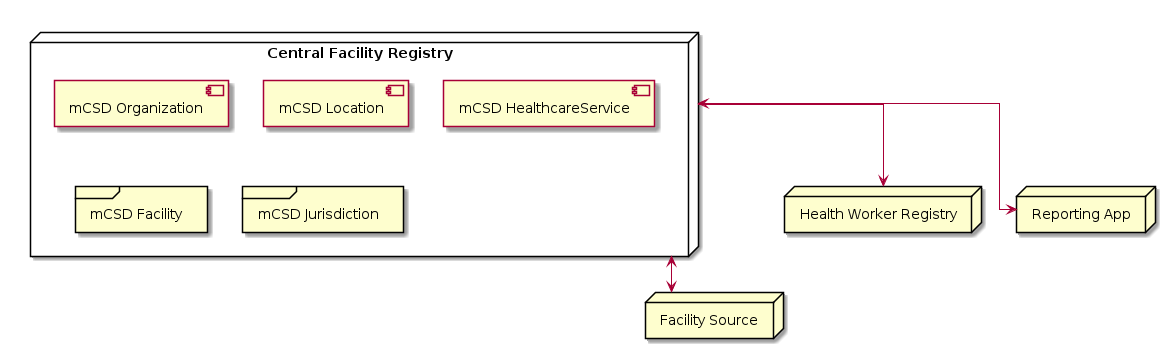 Central Facility Registry
mCSD Organization
mCSD Location
mCSD HealthcareService
mCSD Facility
mCSD Jurisdiction
Health Worker Registry
Reporting App
Facility Source